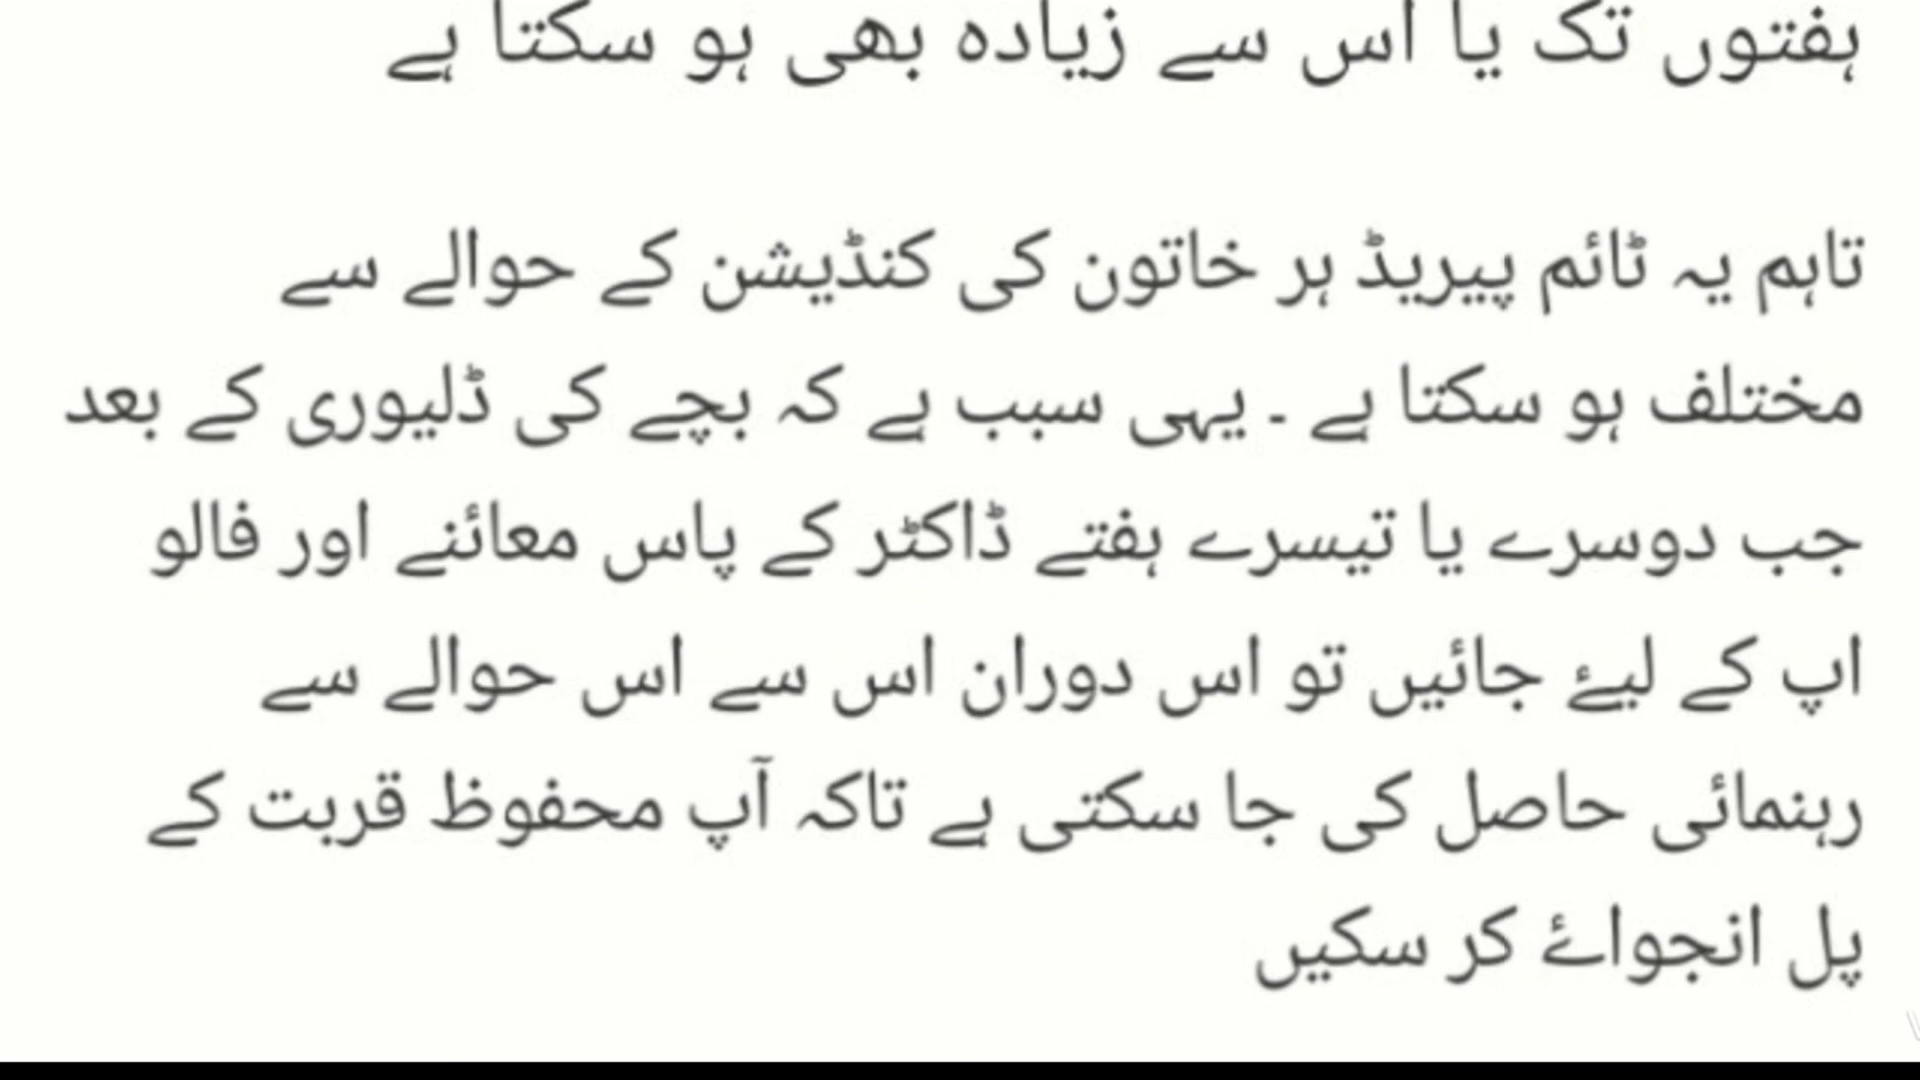 ہفتوں تک یا اس سے زیادہ بھی ہو سکتا ہے
تاہم یہ ٹائم پیریڈ ہر خاتون کی کنڈیشن کے حوالے سے
مختلف ہو سکتا ہے ۔ یہی سبب ہے کہ بچے کی ڈلیوری کے بعد
جب دوسرے یا تیسرے ہفتے ڈاکٹر کے پاس معائنے اور فالو
اپ کے لیۓ جائیں تو اس دوران اس سے اس حوالے سے
رہنمائی حاصل کی جا سکتی ہے تاکہ آپ محفوظ قربت کے
پل انجواۓ کر سکیں